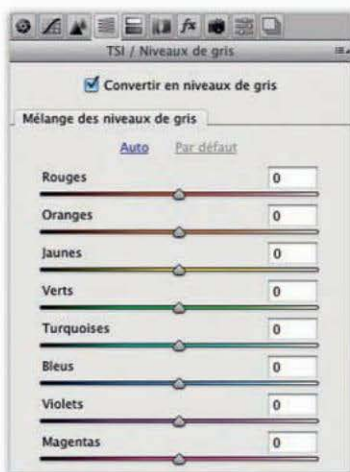 fx
TSI / Niveaux de gris
Convertir en niveaux de gris
Mélange des niveaux de gris
Auto Par défaut
Rouges 0
Oranges 0
Jaunes 0
Verts 0
Turquoises 0
Bleus 0
Violets 0
Magentas 0